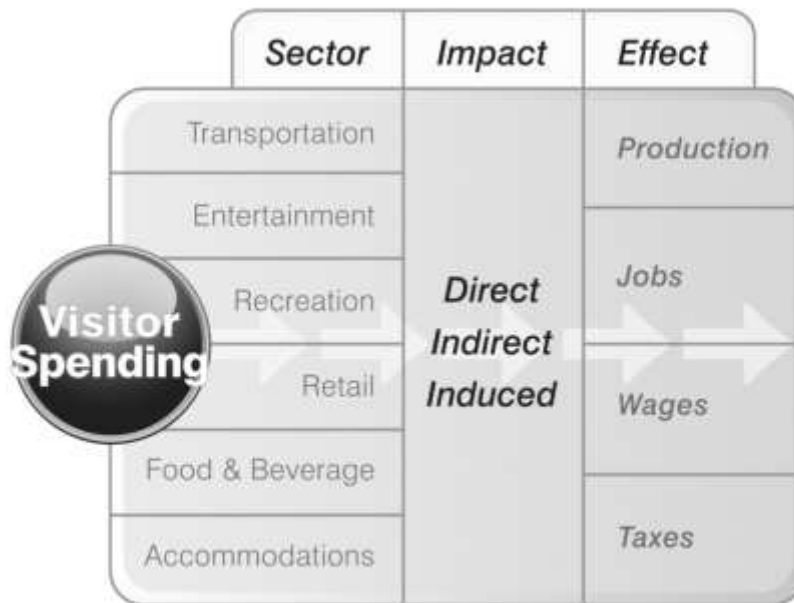 Sector
Impact
Effect
Transportation
Entertainment
Recreation
Retail
Food & Beverage
Accommodations
Visitor
Spending
Direct
Indirect
Induced
Production
Jobs
Wages
Taxes